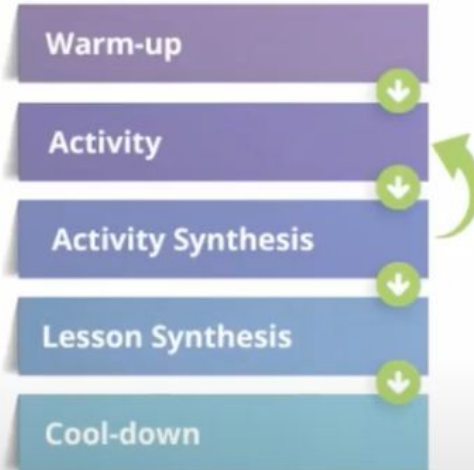 Warm-up
Activity
Activity Synthesis
Lesson Synthesis
Cool-down